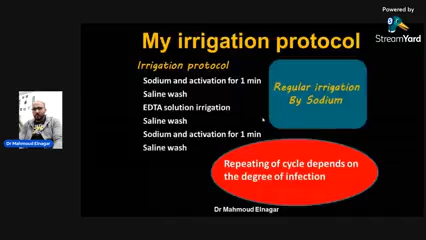 Powered by
StreamYard
My irrigation protocol
Irrigation protocol
Sodium and activation for 1 min
Saline wash
EDTA solution irrigation
Saline wash
Sodium and activation for 1 min
Saline wash
Regular irrigation
By Sodium
Repeating of cycle depends on
the degree of infection
Dr Mahmoud Elnagar
Dr Mahmoud Elnagar